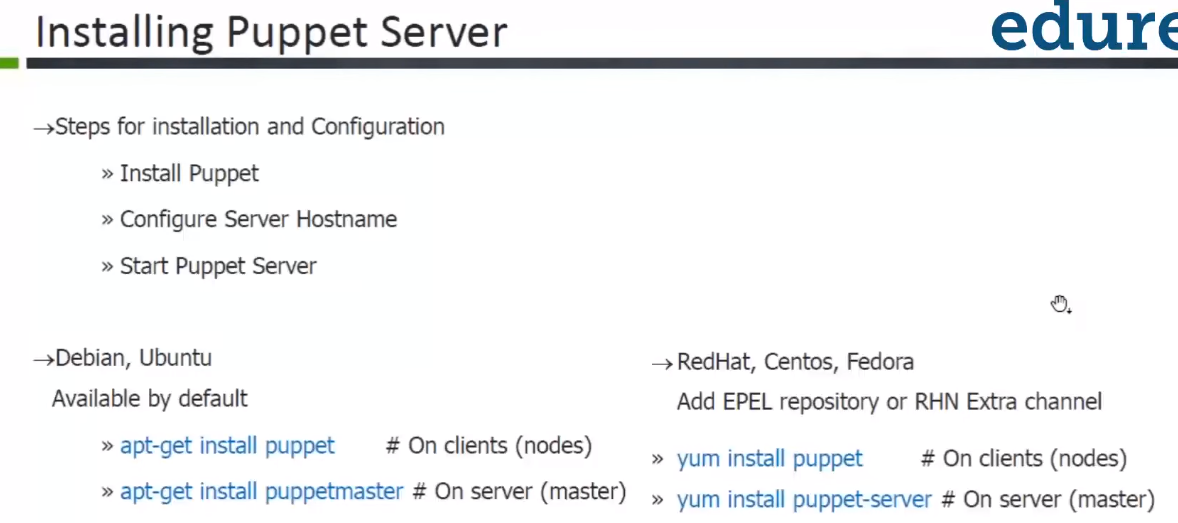 Installing Puppet Server
edure
→Steps for installation and Configuration
» Install Puppet
» Configure Server Hostname
» Start Puppet Server
→Debian, Ubuntu
Available by default
» apt-get install puppet # On clients (nodes)
» apt-get install puppetmaster # On server (master)
→RedHat, Centos, Fedora
Add EPEL repository or RHN Extra channel
» yum install puppet # On clients (nodes)
» yum install puppet-server # On server (master)